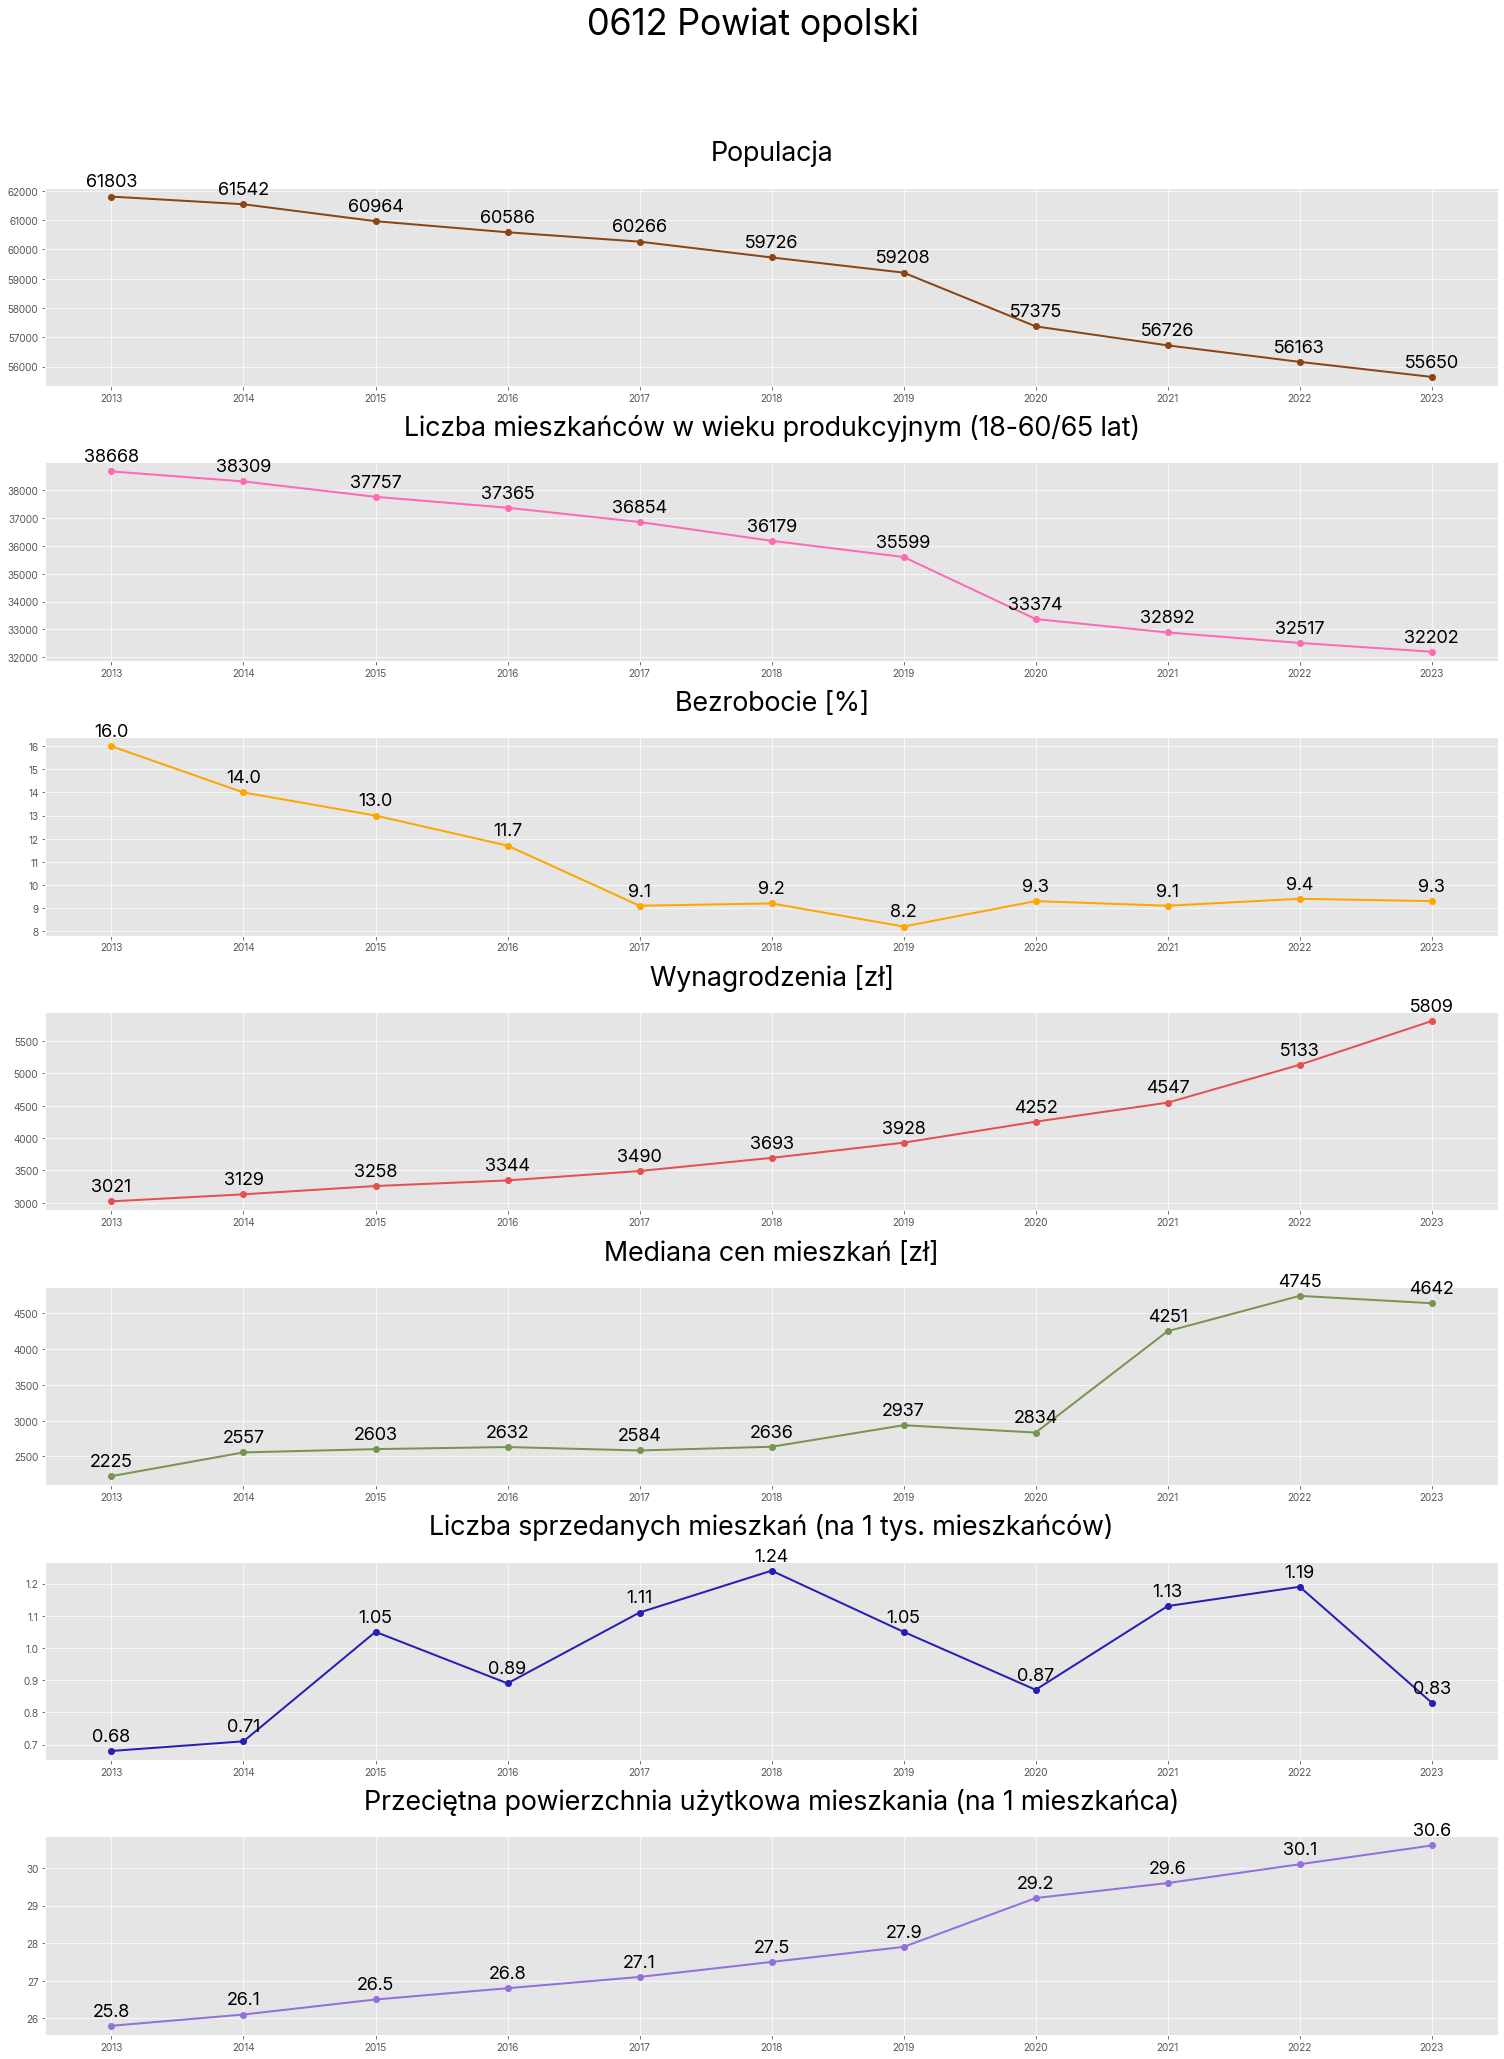 0612 Powiat opolski
Populacja
61803 61542 60964 60586 60266 59726 59208 57375 56726 56163 55650
62000
61000
60000
59000
58000
57000
56000
2013 2014 2015 2016 2017 2018 2019 2020 2021 2022 2023
Liczba mieszkańców w wieku produkcyjnym (18-60/65 lat)
38668 38309 37757 37365 36854 36179 35599 33374 32892 32517 32202
38000
37000
36000
35000
34000
33000
32000
2013 2014 2015 2016 2017 2018 2019 2020 2021 2022 2023
Bezrobocie [%]
16.0 14.0 13.0 11.7 9.1 9.2 8.2 9.3 9.1 9.4 9.3
16
15
14
13
12
11
10
9
8
2013 2014 2015 2016 2017 2018 2019 2020 2021 2022 2023
Wynagrodzenia [zł]
3021 3129 3258 3344 3490 3693 3928 4252 4547 5133 5809
5500
5000
4500
4000
3500
3000
2013 2014 2015 2016 2017 2018 2019 2020 2021 2022 2023
Mediana cen mieszkań [zł]
2225 2557 2603 2632 2584 2636 2937 2834 4251 4745 4642
4500
4000
3500
3000
2500
2013 2014 2015 2016 2017 2018 2019 2020 2021 2022 2023
Liczba sprzedanych mieszkań (na 1 tys. mieszkańców)
0.68 0.71 1.05 0.89 1.11 1.24 1.05 0.87 1.13 1.19 0.83
1.2
1.1
1.0
0.9
0.8
0.7
2013 2014 2015 2016 2017 2018 2019 2020 2021 2022 2023
Przeciętna powierzchnia użytkowa mieszkania (na 1 mieszkańca)
25.8 26.1 26.5 26.8 27.1 27.5 27.9 29.2 29.6 30.1 30.6
30
29
28
27
26
2013 2014 2015 2016 2017 2018 2019 2020 2021 2022 2023